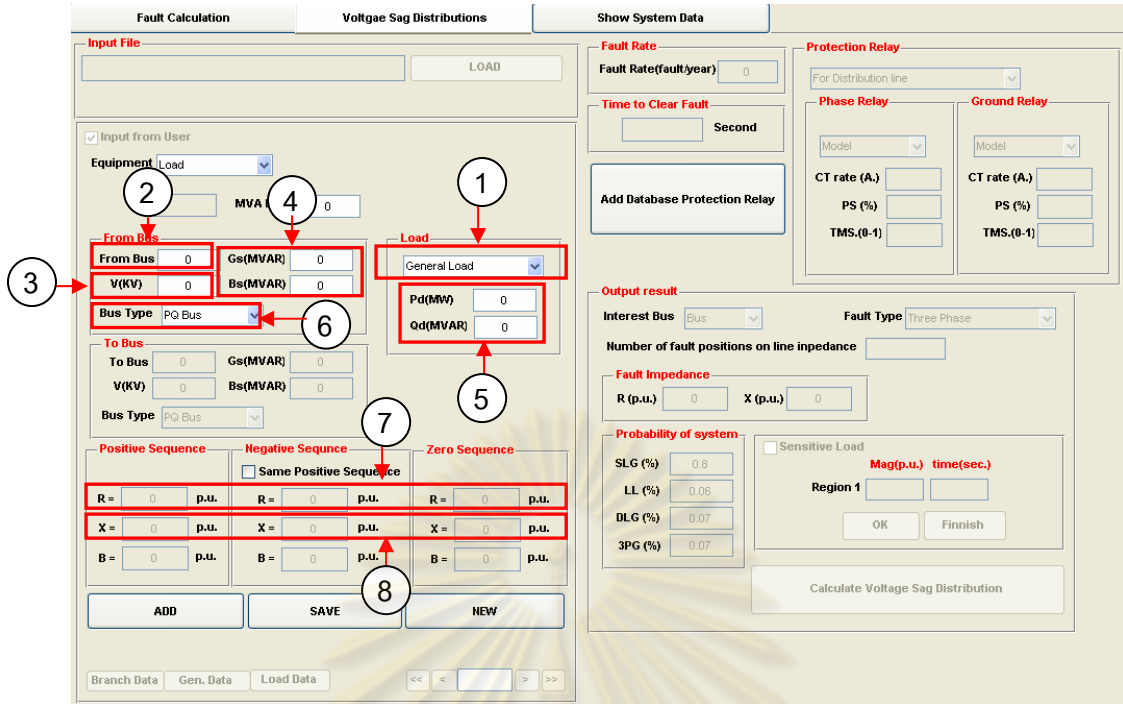 Fault Calculation
Voltgae Sag Distributions
Show System Data
Input File
LOAD
Input from User
Equipment Load
1
2
MVA
4
0
From Bus
From Bus 0 Gs(MVAR) 0
3
V(KV) 0 Bs(MVAR) 0
Bus Type PQ Bus
6
Load
General Load
Pd(MW) 0
Qd(MVAR) 0
5
To Bus
To Bus 0 Gs(MVAR) 0
V(KV) 0 Bs(MVAR) 0
Bus Type PQ Bus
7
Positive Sequence
R = 0 p.u.
X = 0 p.u.
B = 0 p.u.
Negative Sequnce
Same Positive Sequence
R = 0 p.u.
X = 0 p.u.
B = 0 p.u.
Zero Sequence
R = 0 p.u.
X = 0 p.u.
B = 0 p.u.
8
ADD
SAVE
NEW
Branch Data
Gen. Data
Load Data
<<
<
>
>>
Fault Rate
Fault Rate(fault/year) 0
Time to Clear Fault
Second
Add Database Protection Relay
Protection Relay
For Distribution line
Phase Relay
Model
CT rate (A.)
PS (%)
TMS.(0-1)
Ground Relay
Model
CT rate (A.)
PS (%)
TMS.(0-1)
Output result
Interest Bus Bus
Fault Type Three Phase
Number of fault positions on line inpedance
Fault Impedance
R (p.u.) 0 X (p.u.) 0
Probability of system
SLG (%) 0.8
LL (%) 0.06
DLG (%) 0.07
3PG (%) 0.07
Sensitive Load
Mag(p.u.) time(sec.)
Region 1
OK
Finnish
Calculate Voltage Sag Distribution